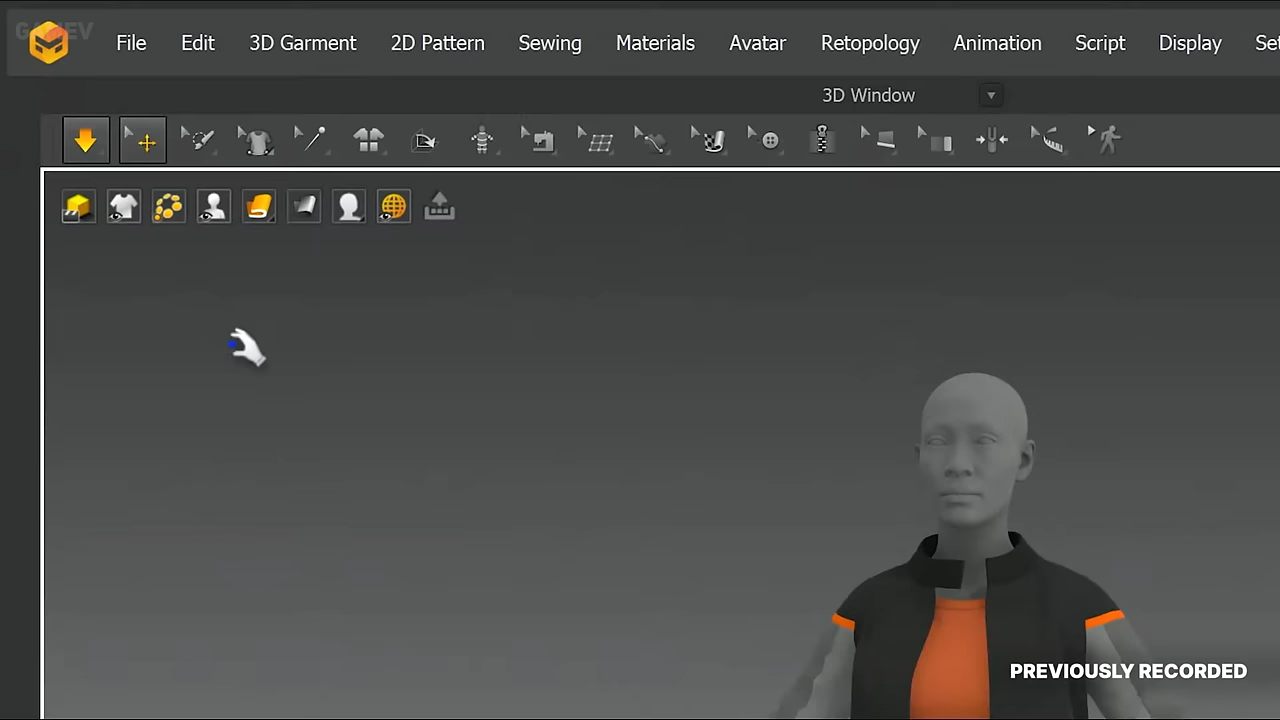 File Edit 3D Garment 2D Pattern Sewing Materials Avatar Retopology Animation Script Display
3D Window
PREVIOUSLY RECORDED